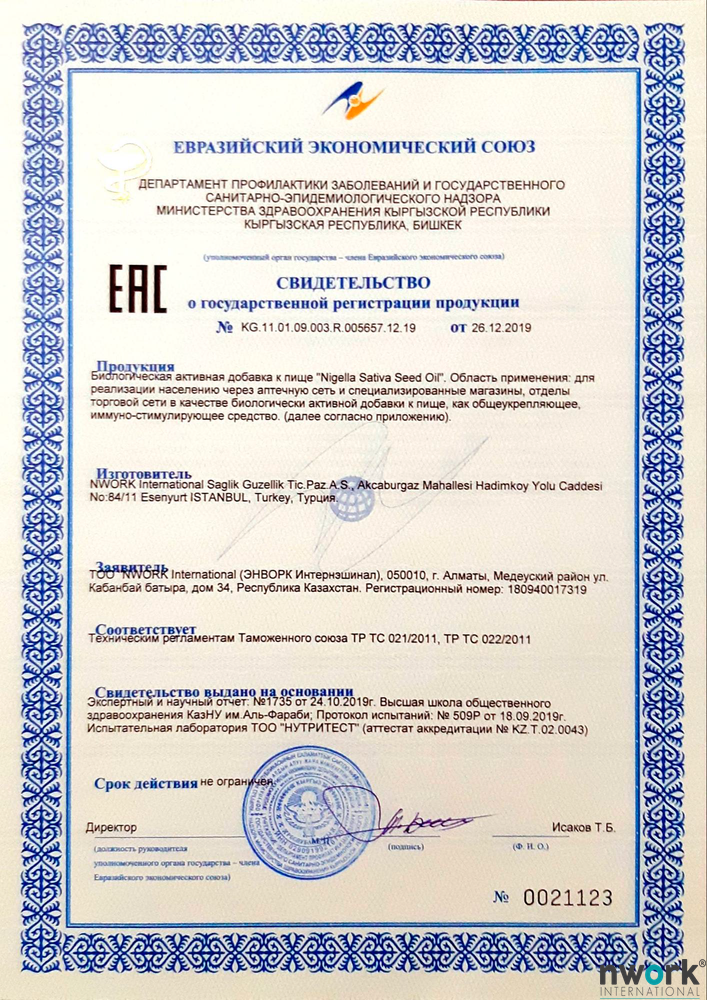 ЕВРАЗИЙСКИЙ ЭКОНОМИЧЕСКИЙ СОЮЗ
ДЕПАРТАМЕНТ ПРОФИЛАКТИКИ ЗАБОЛЕВАНИЙ И ГОСУДАРСТВЕННОГО
САНИТАРНО-ЭПИДЕМИОЛОГИЧЕСКОГО НАДЗОРА
МИНИСТЕРСТВА ЗДРАВООХРАНЕНИЯ КЫРГЫЗСКОЙ РЕСПУБЛИКИ
КЫРГЫЗСКАЯ РЕСПУБЛИКА, БИШКЕК
(уполномоченный орган государства – члена Евразийского экономического союза)
EAC
СВИДЕТЕЛЬСТВО
о государственной регистрации продукции
№ KG.11.01.09.003.R.005657.12.19 от 26.12.2019
Продукция
Биологическая активная добавка к пище "Nigella Sativa Seed Oil". Область применения: для
реализации населению через аптечную сеть и специализированные магазины, отделы
торговой сети в качестве биологически активной добавки к пище, как общеукрепляющее,
иммуно-стимулирующее средство. (далее согласно приложению).
Изготовитель
NWORK International Saglik Guzellik Tic.Paz.A.S., Akcaburgaz Mahallesi Hadimkoy Yolu Caddesi
No:84/11 Esenyurt ISTANBUL, Turkey, Турция.
Заявитель
ТОО "NWORK International (ЭНВОРК Интернэшинал), 050010, г. Алматы, Медеуский район ул.
Кабанбай батыра, дом 34, Республика Казахстан. Регистрационный номер: 180940017319
Соответствует
Техническим регламентам Таможенного союза ТР ТС 021/2011, ТР ТС 022/2011
Свидетельство выдано на основании
Экспертный и научный отчет: №1735 от 24.10.2019г. Высшая школа общественного
здравоохранения КазНУ им.Аль-Фараби; Протокол испытаний: № 509Р от 18.09.2019г.
Испытательная лаборатория ТОО "НУТРИТЕСТ" (аттестат аккредитации № KZ.T.02.0043)
Срок действия не ограничен.
Директор Исаков Т.Б.
(должность руководителя М.П. (подпись) (Ф. И. О.)
уполномоченного органа государства – члена
Евразийского экономического союза)
№ 0021123
nwork®
INTERNATIONAL